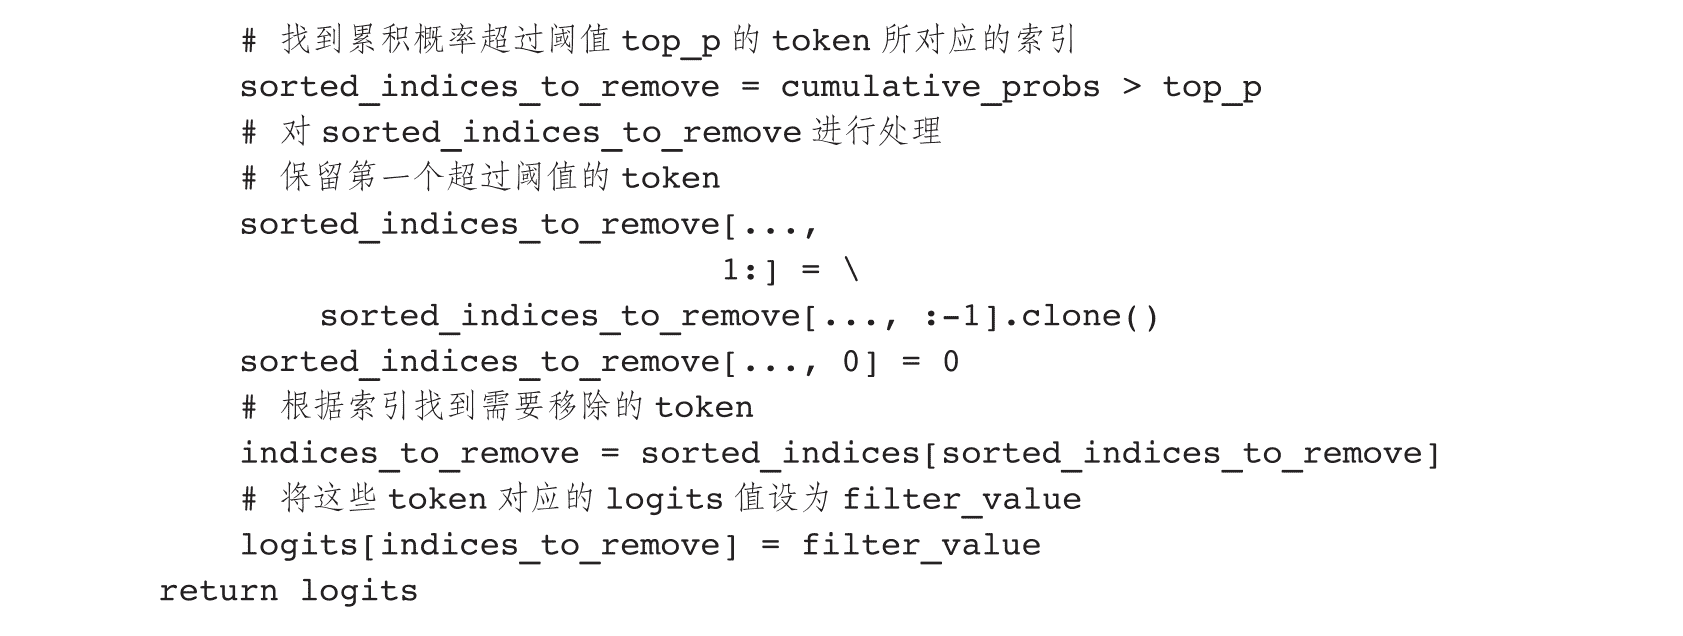 # 找到累积概率超过阈值 top_p 的 token 所对应的索引
sorted_indices_to_remove = cumulative_probs > top_p
# 对 sorted_indices_to_remove 进行处理
# 保留第一个超过阈值的 token
sorted_indices_to_remove[...,
1:] = \
sorted_indices_to_remove[..., :-1].clone()
sorted_indices_to_remove[..., 0] = 0
# 根据索引找到需要移除的 token
indices_to_remove = sorted_indices[sorted_indices_to_remove]
# 将这些 token 对应的 logits 值设为 filter_value
logits[indices_to_remove] = filter_value
return logits